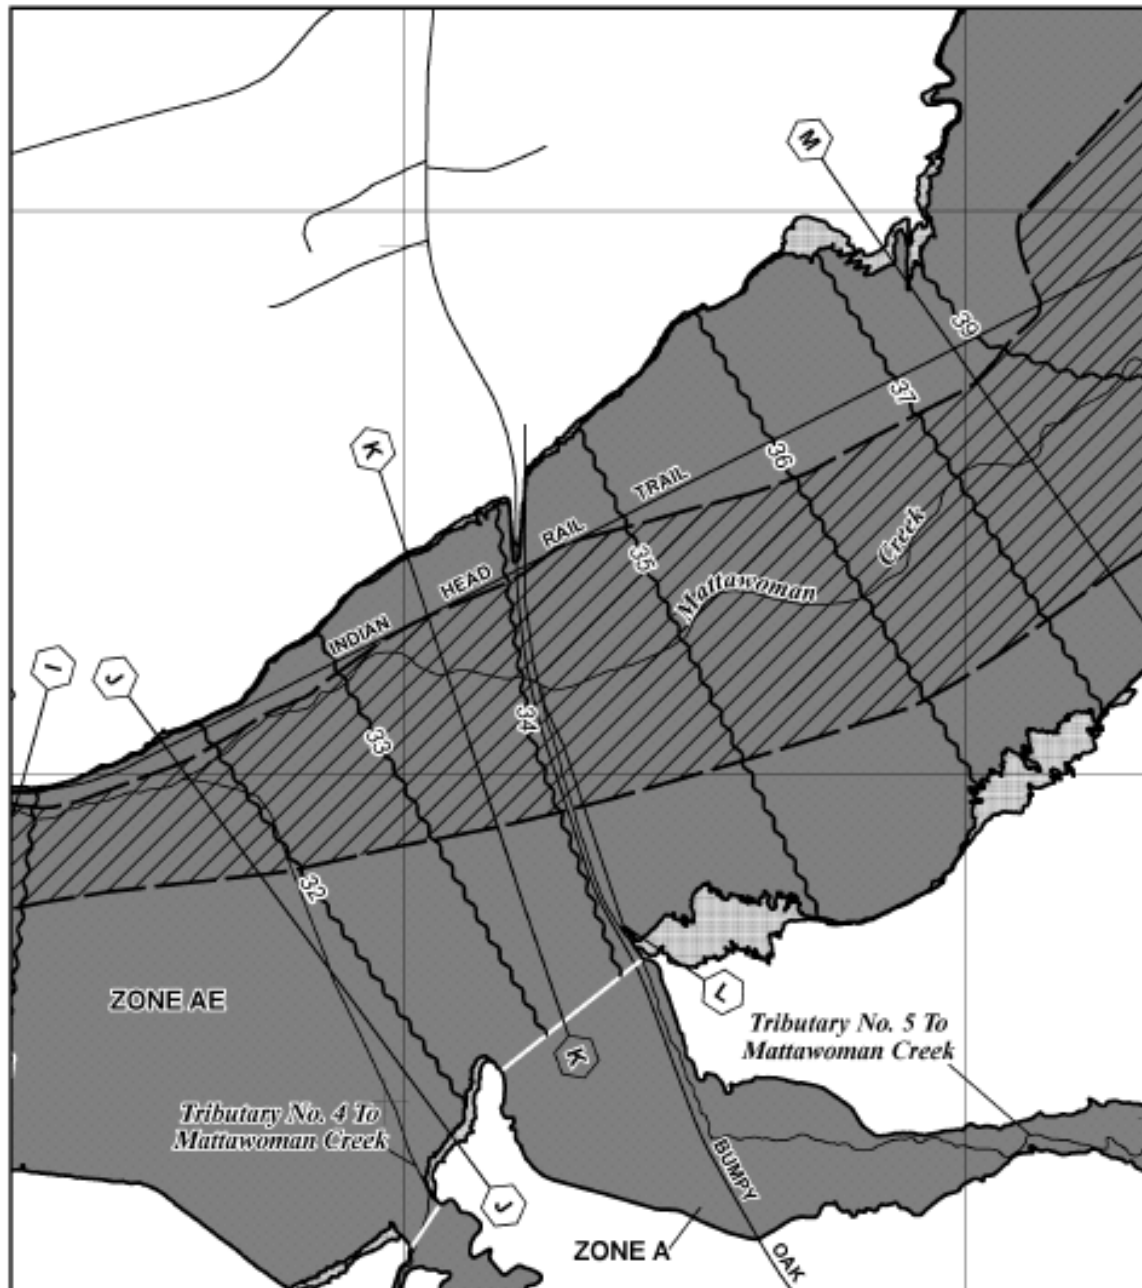 M
39
37
K
36
TRAIL
RAIL
Creek
35
HEAD
Mattawoman
INDIAN
I
J
34
33
32
L
ZONE AE
Tributary No. 5 To
Mattawoman Creek
K
Tributary No. 4 To
Mattawoman Creek
BUMPY
J
ZONE A
OAK